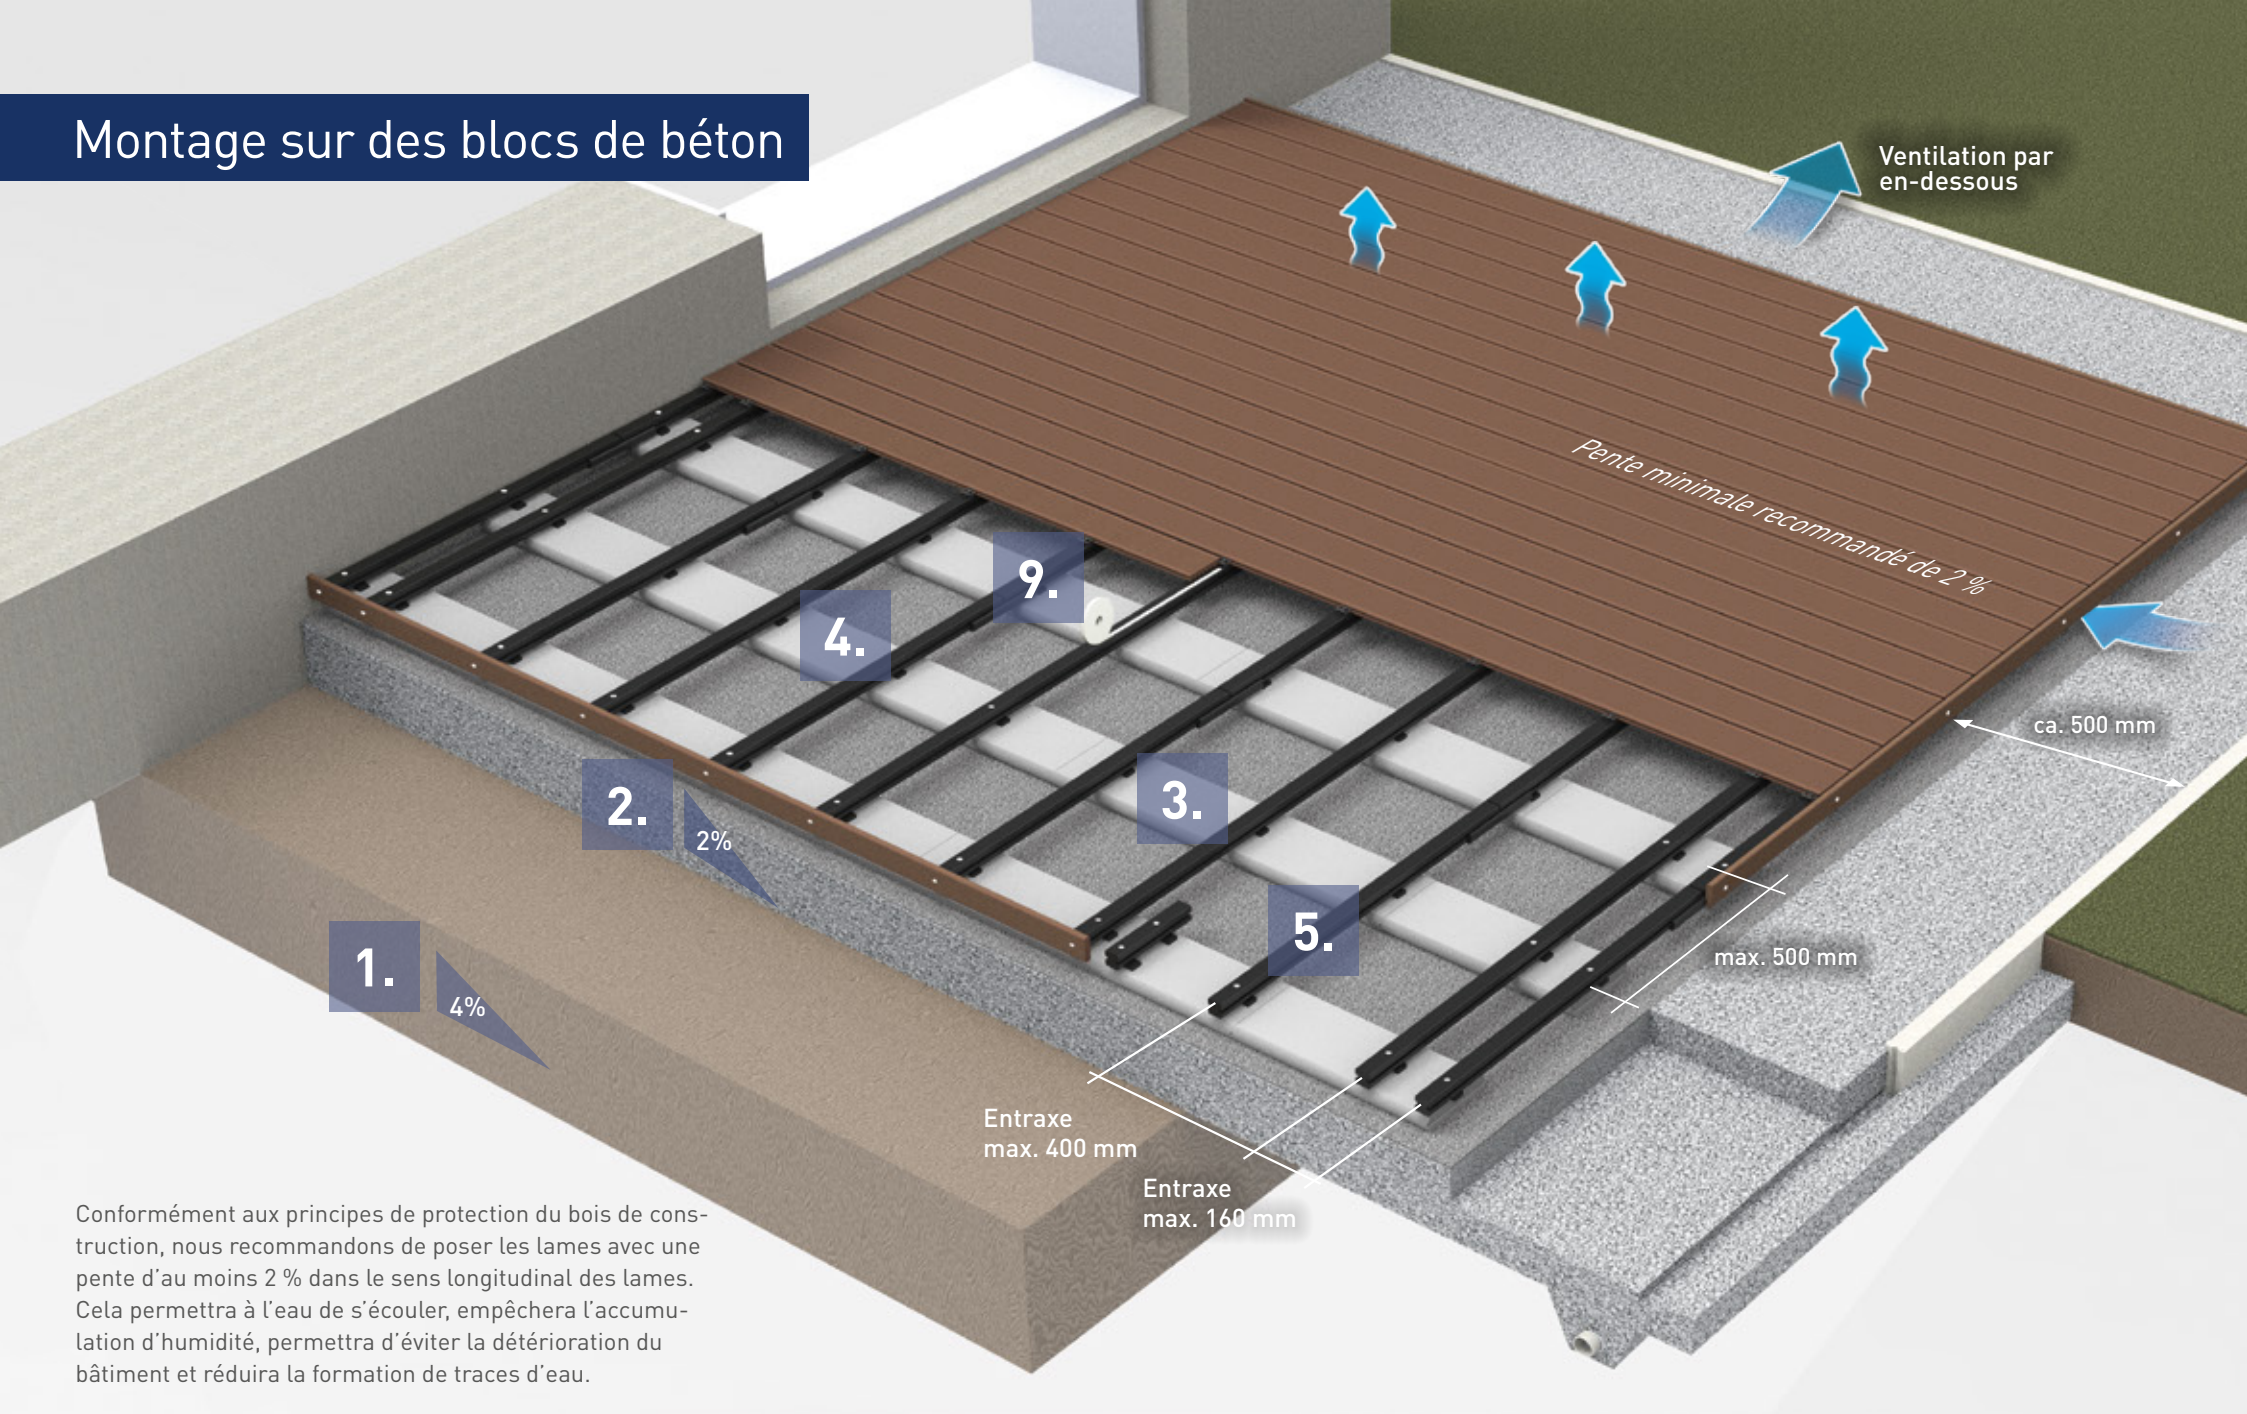 Montage sur des blocs de béton
Ventilation par
en-dessous
Pente minimale recommandé de 2 %
9.
4.
ca. 500 mm
3.
2.
2%
5.
max. 500 mm
1.
4%
Entraxe
max. 400 mm
Entraxe
max. 160 mm
Conformément aux principes de protection du bois de cons-
truction, nous recommandons de poser les lames avec une
pente d’au moins 2 % dans le sens longitudinal des lames.
Cela permettra à l’eau de s’écouler, empêchera l’accumu-
lation d’humidité, permettra d’éviter la détérioration du
bâtiment et réduira la formation de traces d’eau.